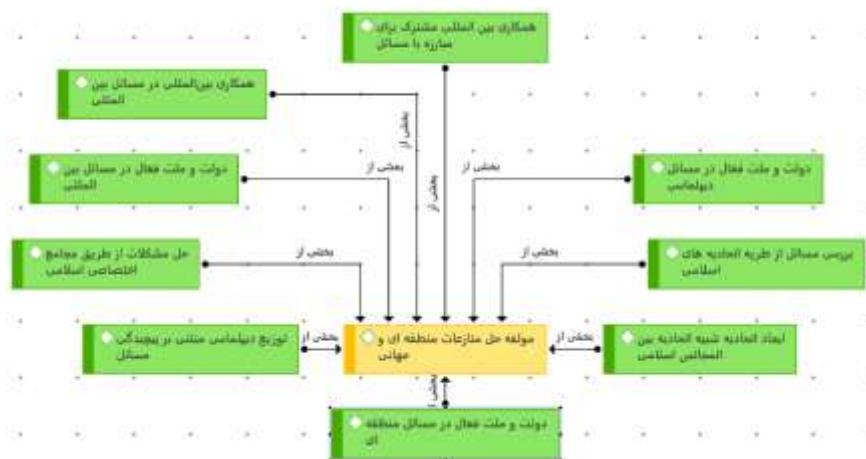 همکاری بین المللی مشترک برای
مبارزه با مسائل
همکاری بین‌المللی در مسائل بین
المللی
دولت و ملت فعال در مسائل بین
المللی
دولت و ملت فعال در مسائل
دیپلماسی
حل مشکلات از طریق مجامع
اختصاصی اسلامی
بررسی مسائل از طریه اتحادیه های
اسلامی
توزیع دیپلماسی مبتنی بر پیچیدگی
مسائل
مولفه حل منازعات منطقه ای و
جهانی
ایجاد اتحادیه شبیه اتحادیه بین
المجالس اسلامی
دولت و ملت فعال در مسائل منطقه
ای
بخشی از
بخشی از
بخشی از
بخشی از
بخشی از
بخشی از
بخشی از
بخشی از
بخشی از